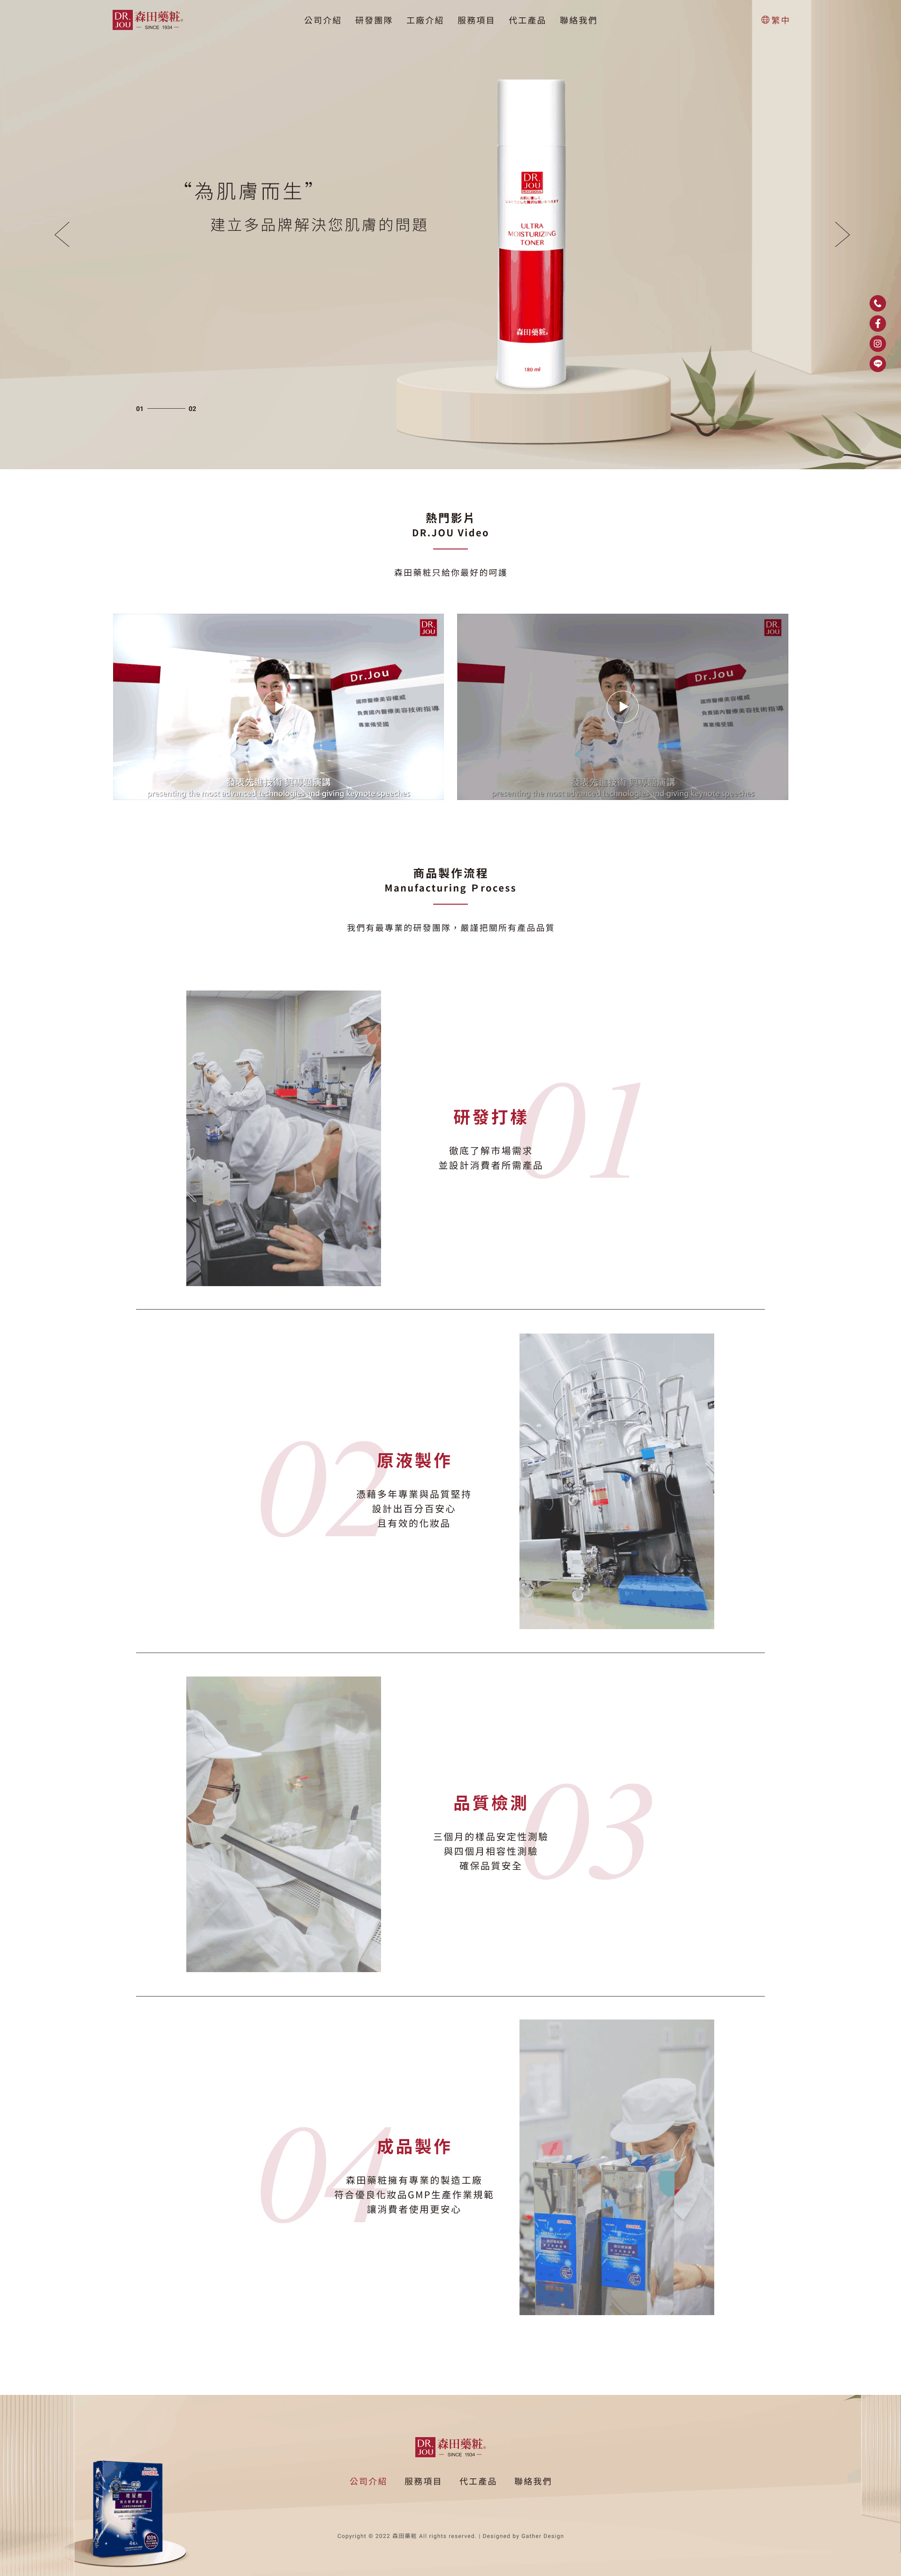 DR. JOU 森田藥粧®
SINCE 1934
公司介紹 研發團隊 工廠介紹 服務項目 代工產品 聯絡我們
繁中
“為肌膚而生”
建立多品牌解決您肌膚的問題
DR. JOU
ULTRA
MOISTURIZING
TONER
森田藥粧®
180 ml
01 02
熱門影片
DR.JOU Video
森田藥粧只給你最好的呵護
DR. JOU
Dr.Jou
國際醫療美容權威
負責國內醫療美容技術指導
專業備受讚
發表先進技術與專題演講
presenting the most advanced technologies and giving keynote speeches
DR. JOU
Dr.Jou
國際醫療美容權威
負責國內醫療美容技術指導
專業備受讚
發表先進技術與專題演講
presenting the most advanced technologies and giving keynote speeches
商品製作流程
Manufacturing Process
我們有最專業的研發團隊，嚴謹把關所有產品品質
01
研發打樣
徹底了解市場需求
並設計消費者所需產品
02
原液製作
憑藉多年專業與品質堅持
設計出百分百安心
且有效的化妝品
03
品質檢測
三個月的樣品安定性測驗
與四個月相容性測驗
確保品質安全
04
成品製作
森田藥粧擁有專業的製造工廠
符合優良化妝品GMP生產作業規範
讓消費者使用更安心
DR. JOU 森田藥粧®
SINCE 1934
公司介紹 服務項目 代工產品 聯絡我們
Copyright © 2022 森田藥粧 All rights reserved. | Designed by Gather Design